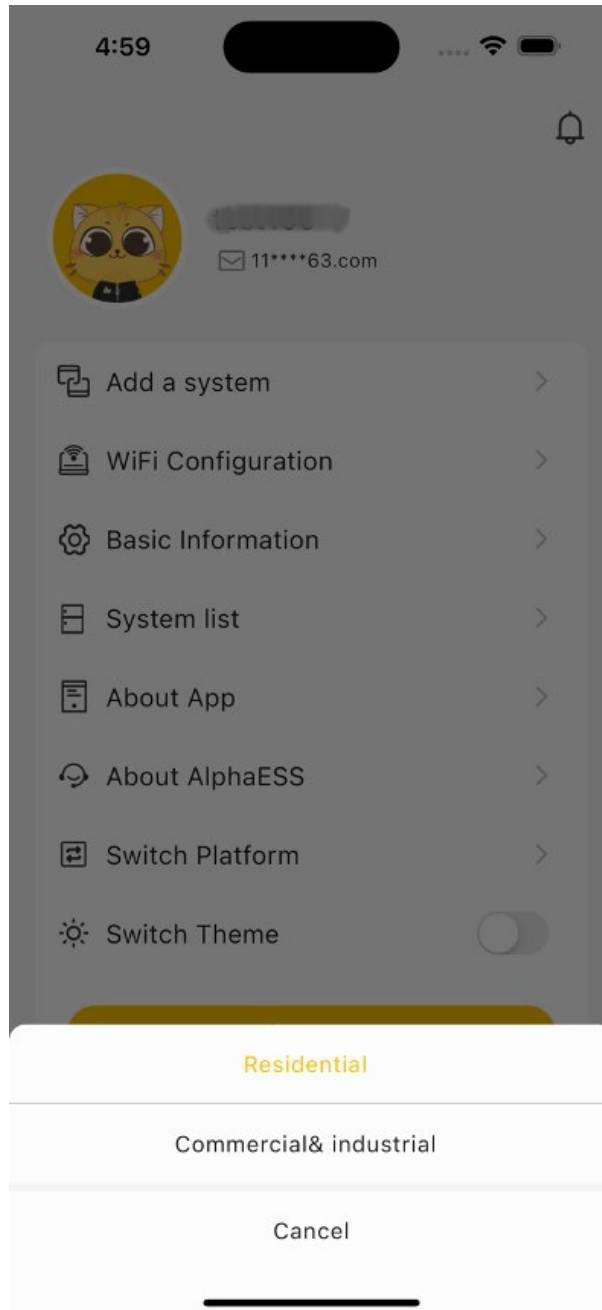 4:59
11****63.com
Add a system
WiFi Configuration
Basic Information
System list
About App
About AlphaESS
Switch Platform
Switch Theme
Residential
Commercial& industrial
Cancel